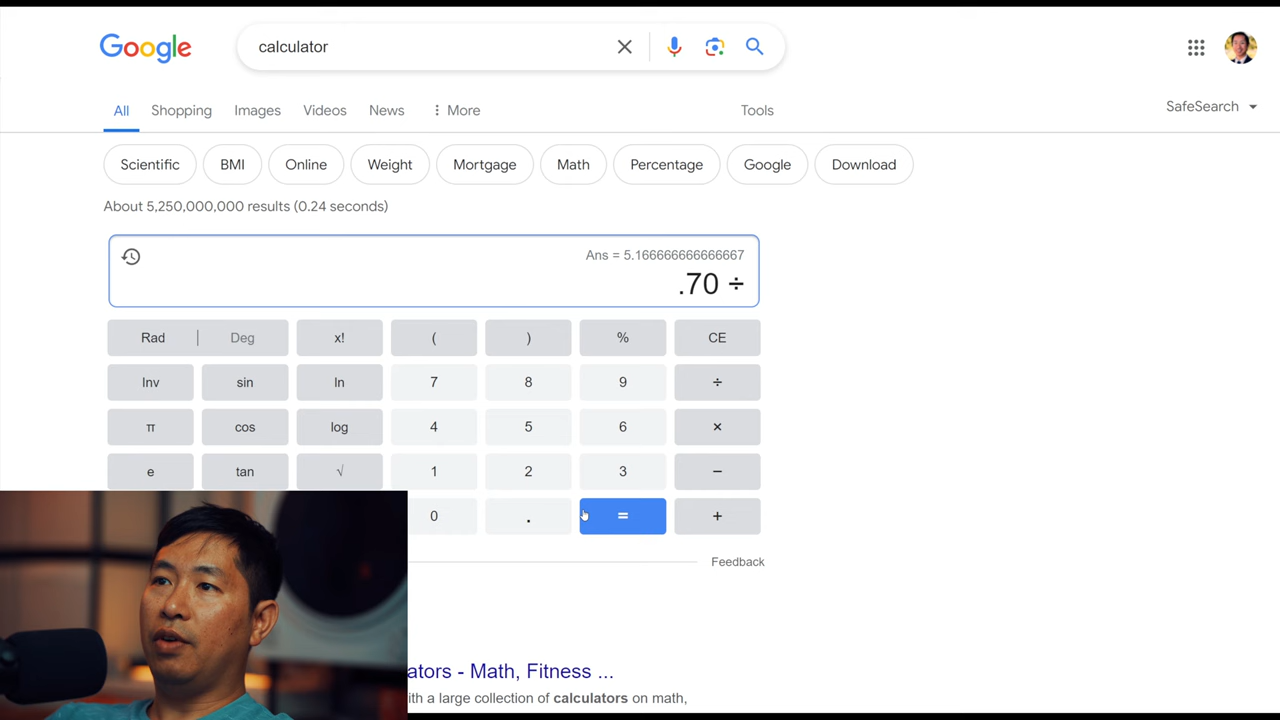 Google
calculator
All Shopping Images Videos News More Tools SafeSearch
Scientific BMI Online Weight Mortgage Math Percentage Google Download
About 5,250,000,000 results (0.24 seconds)
Ans = 5.166666666666667
.70 ÷
Rad | Deg x! ( ) % CE
Inv sin ln 7 8 9 ÷
π cos log 4 5 6 ×
e tan √ 1 2 3 −
0 . = +
Feedback
ators - Math, Fitness ...
ith a large collection of calculators on math,